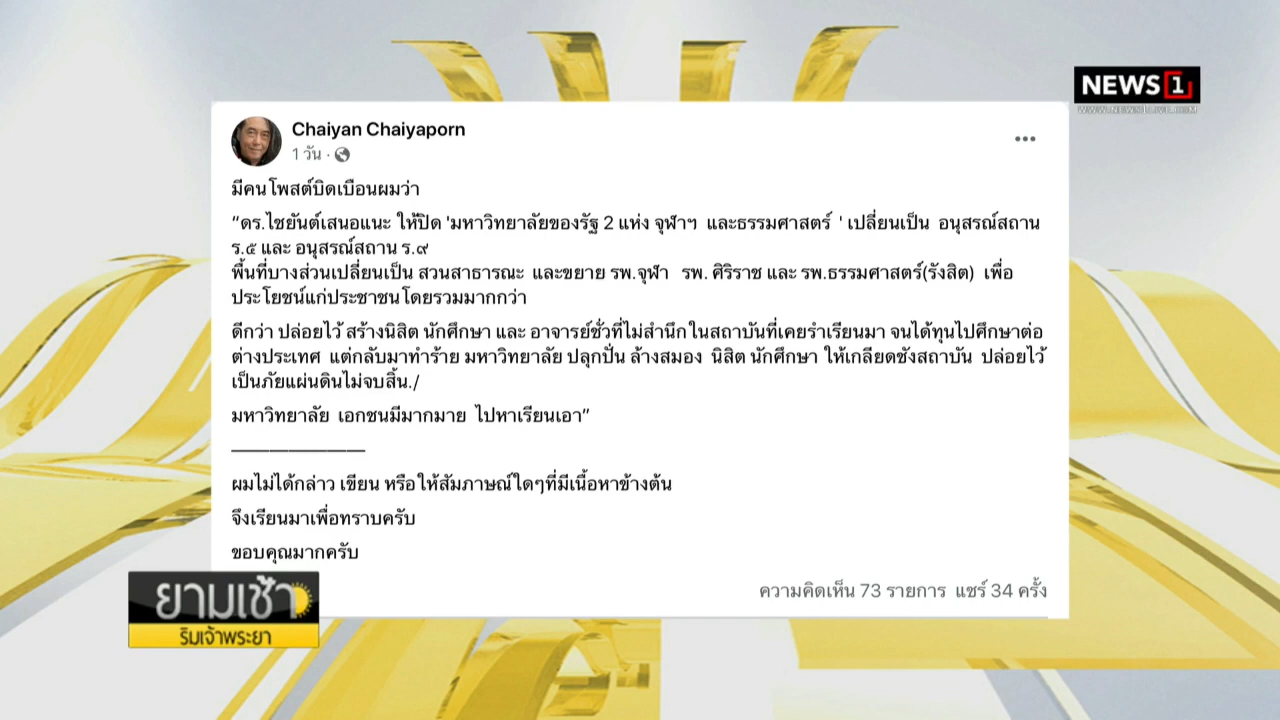 NEWS 1
WWW.NEWS1LIVE.COM
Chaiyan Chaiyaporn
1 วัน ·
มีคนโพสต์บิดเบือนผมว่า
“ดร.ไชยันต์เสนอแนะ ให้ปิด 'มหาวิทยาลัยของรัฐ 2 แห่ง จุฬาฯ และธรรมศาสตร์ ' เปลี่ยนเป็น อนุสรณ์สถาน
ร.๕ และ อนุสรณ์สถาน ร.๙
พื้นที่บางส่วนเปลี่ยนเป็น สวนสาธารณะ และขยาย รพ.จุฬา รพ. ศิริราช และ รพ.ธรรมศาสตร์(รังสิต) เพื่อ
ประโยชน์แก่ประชาชนโดยรวมมากกว่า
ดีกว่า ปล่อยไว้ สร้างนิสิต นักศึกษา และ อาจารย์ชั่วที่ไม่สำนึกในสถาบันที่เคยร่ำเรียนมา จนได้ทุนไปศึกษาต่อ
ต่างประเทศ แต่กลับมาทำร้าย มหาวิทยาลัย ปลุกปั่น ล้างสมอง นิสิต นักศึกษา ให้เกลียดชังสถาบัน ปล่อยไว้
เป็นภัยแผ่นดินไม่จบสิ้น./
มหาวิทยาลัย เอกชนมีมากมาย ไปหาเรียนเอา”
ผมไม่ได้กล่าว เขียน หรือให้สัมภาษณ์ใดๆที่มีเนื้อหาข้างต้น
จึงเรียนมาเพื่อทราบครับ
ขอบคุณมากครับ
ความคิดเห็น 73 รายการ แชร์ 34 ครั้ง
ยามเช้า
ริมเจ้าพระยา